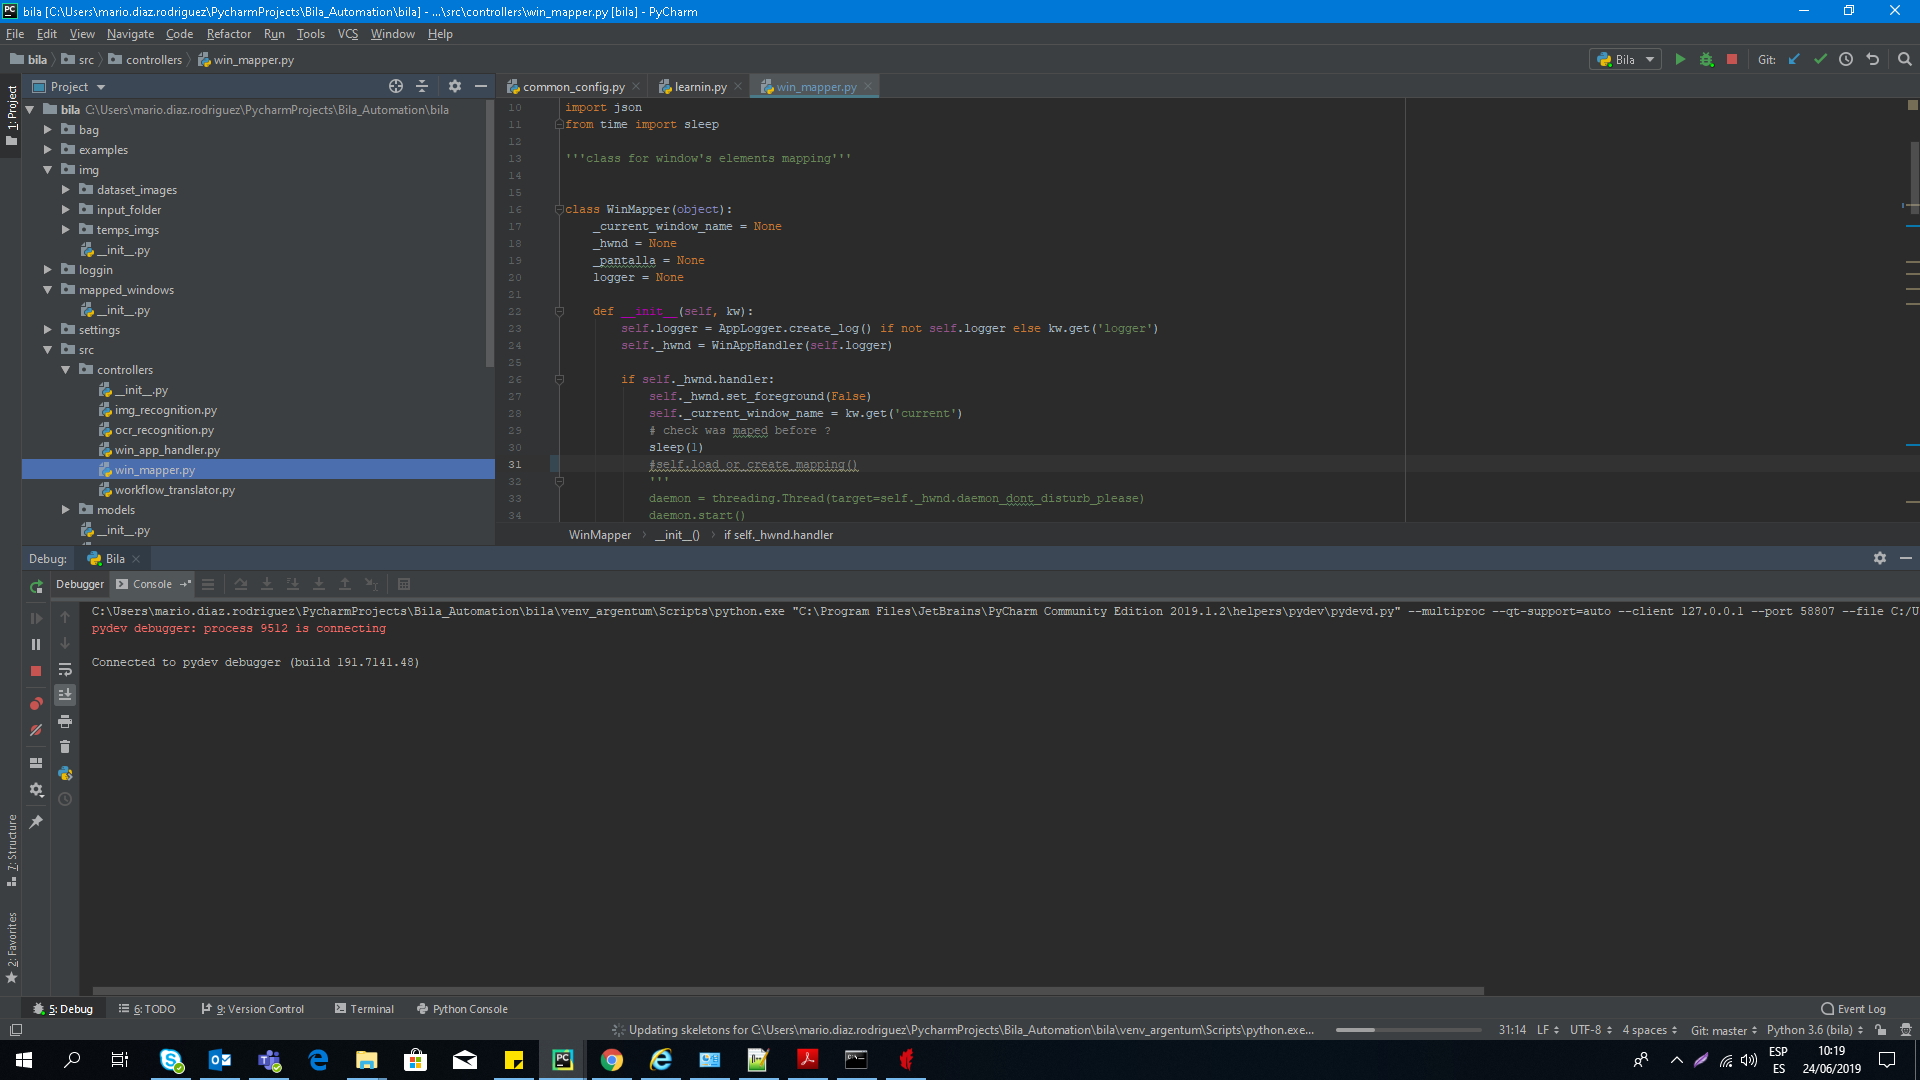 bila [C:\Users\mario.diaz.rodriguez\PycharmProjects\Bila_Automation\bila] - ...\src\controllers\win_mapper.py [bila] - PyCharm
File Edit View Navigate Code Refactor Run Tools VCS Window Help
bila src controllers win_mapper.py Bila Git:
1: Project
Project
bila C:\Users\mario.diaz.rodriguez\PycharmProjects\Bila_Automation\bila
bag
examples
img
dataset_images
input_folder
temps_imgs
__init__.py
loggin
mapped_windows
__init__.py
settings
src
controllers
__init__.py
img_recognition.py
ocr_recognition.py
win_app_handler.py
win_mapper.py
workflow_translator.py
models
__init__.py
common_config.py learnin.py win_mapper.py
10 import json
11 from time import sleep
12
13 '''class for window's elements mapping'''
14
15
16 class WinMapper(object):
17 _current_window_name = None
18 _hwnd = None
19 _pantalla = None
20 logger = None
21
22 def __init__(self, kw):
23 self.logger = AppLogger.create_log() if not self.logger else kw.get('logger')
24 self._hwnd = WinAppHandler(self.logger)
25
26 if self._hwnd.handler:
27 self._hwnd.set_foreground(False)
28 self._current_window_name = kw.get('current')
29 # check was maped before ?
30 sleep(1)
31 #self.load_or_create_mapping()
32 '''
33 daemon = threading.Thread(target=self._hwnd.daemon_dont_disturb_please)
34 daemon.start()
WinMapper __init__() if self._hwnd.handler
Debug: Bila
Debugger Console
C:\Users\mario.diaz.rodriguez\PycharmProjects\Bila_Automation\bila\venv_argentum\Scripts\python.exe "C:\Program Files\JetBrains\PyCharm Community Edition 2019.1.2\helpers\pydev\pydevd.py" --multiproc --qt-support=auto --client 127.0.0.1 --port 58807 --file C:/U
pydev debugger: process 9512 is connecting
Connected to pydev debugger (build 191.7141.48)
7: Structure
2: Favorites
5: Debug 6: TODO 9: Version Control Terminal Python Console Event Log
Updating skeletons for C:\Users\mario.diaz.rodriguez\PycharmProjects\Bila_Automation\bila\venv_argentum\Scripts\python.exe... 31:14 LF UTF-8 4 spaces Git: master Python 3.6 (bila)
ESP
ES
10:19
24/06/2019